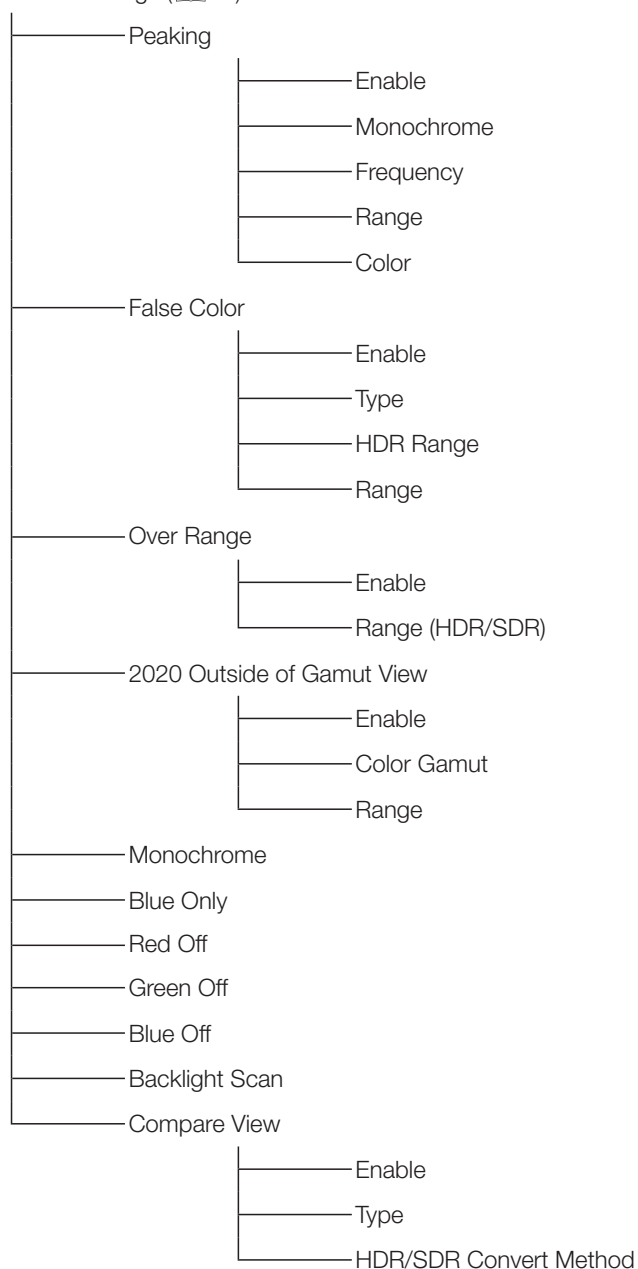 Peaking
Enable
Monochrome
Frequency
Range
Color
False Color
Enable
Type
HDR Range
Range
Over Range
Enable
Range (HDR/SDR)
2020 Outside of Gamut View
Enable
Color Gamut
Range
Monochrome
Blue Only
Red Off
Green Off
Blue Off
Backlight Scan
Compare View
Enable
Type
HDR/SDR Convert Method